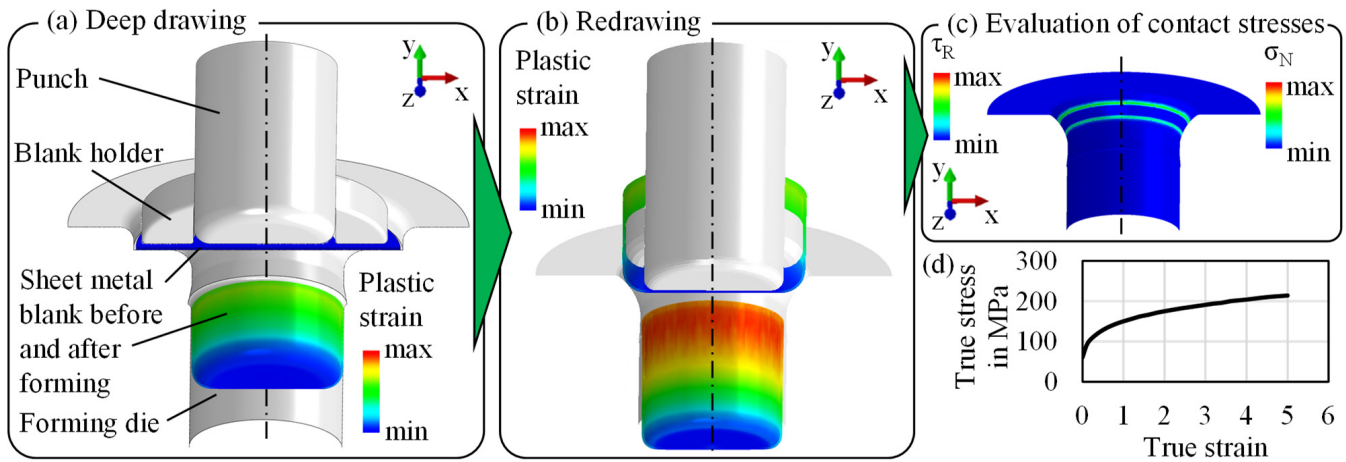 (a) Deep drawing
Punch
Blank holder
Sheet metal
blank before
and after
forming
Forming die
y
x
z
Plastic
strain
max
min
(b) Redrawing
Plastic
strain
max
min
y
x
z
(c) Evaluation of contact stresses
τR
max
min
σN
max
min
y
x
z
(d)
True stress
in MPa
300
200
100
0
0 1 2 3 4 5 6
True strain